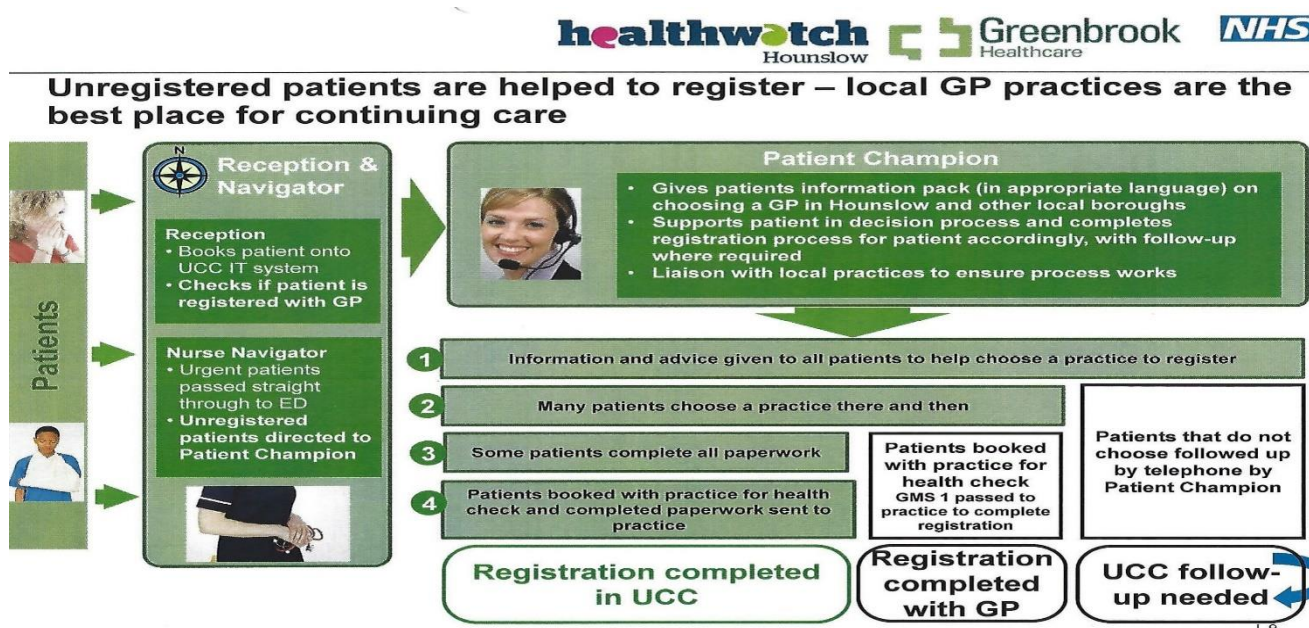 healthwatch
Hounslow
Greenbrook
Healthcare
NHS
Unregistered patients are helped to register – local GP practices are the
best place for continuing care
Patients
N
Reception &
Navigator
Reception
• Books patient onto
UCC IT system
• Checks if patient is
registered with GP
Nurse Navigator
• Urgent patients
passed straight
through to ED
• Unregistered
patients directed to
Patient Champion
Patient Champion
• Gives patients information pack (in appropriate language) on
choosing a GP in Hounslow and other local boroughs
• Supports patient in decision process and completes
registration process for patient accordingly, with follow-up
where required
• Liaison with local practices to ensure process works
1 Information and advice given to all patients to help choose a practice to register
2 Many patients choose a practice there and then
3 Some patients complete all paperwork
4 Patients booked with practice for health
check and completed paperwork sent to
practice
Patients booked
with practice for
health check
GMS 1 passed to
practice to complete
registration
Patients that do not
choose followed up
by telephone by
Patient Champion
Registration completed
in UCC
Registration
completed
with GP
UCC follow-
up needed